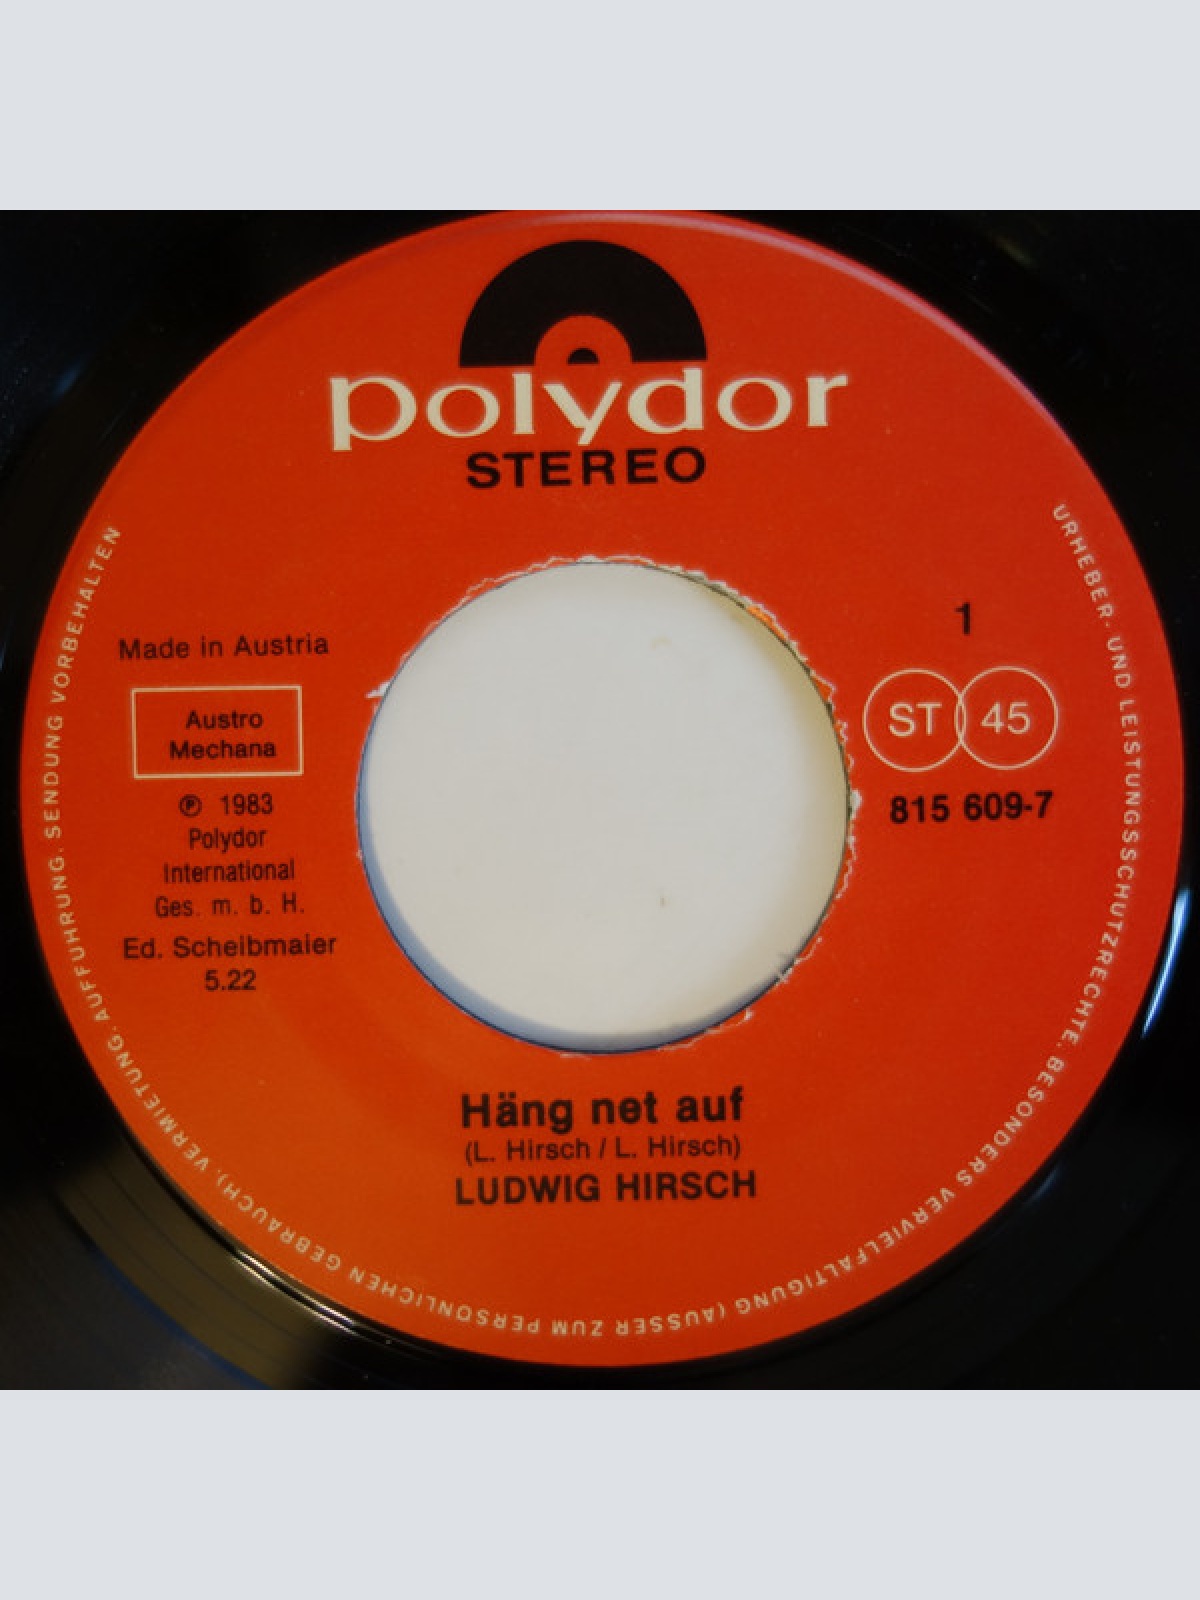 polydor
STEREO
Made in Austria
Austro
Mechana
℗ 1983
Polydor
International
Ges. m. b. H.
Ed. Scheibmaier
5.22
1
ST 45
815 609-7
Häng net auf
(L. Hirsch / L. Hirsch)
LUDWIG HIRSCH
URHEBER- UND LEISTUNGSSCHUTZRECHTE, BESONDERS VERVIELFÄLTIGUNG (AUSSER ZUM PERSÖNLICHEN GEBRAUCH), VERMIETUNG, AUFFÜHRUNG, SENDUNG VORBEHALTEN